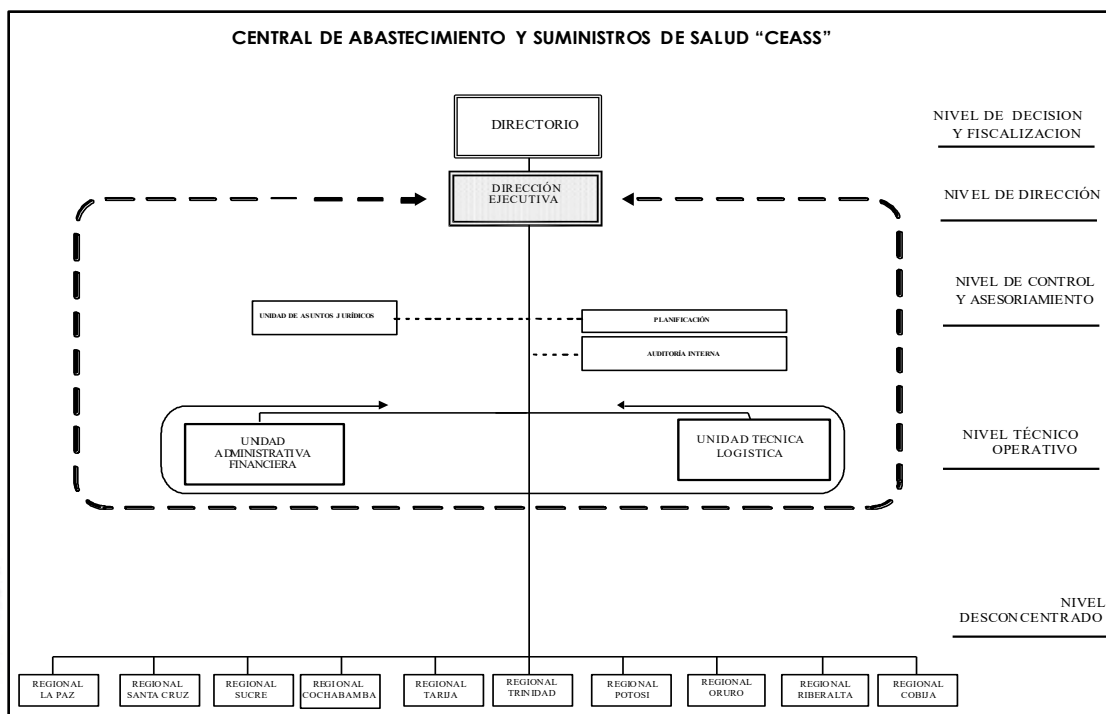 CENTRAL DE ABASTECIMIENTO Y SUMINISTROS DE SALUD “CEASS”
DIRECTORIO
NIVEL DE DECISION
Y FISCALIZACION
DIRECCIÓN
EJECUTIVA
NIVEL DE DIRECCIÓN
NIVEL DE CONTROL
Y ASESORIAMIENTO
UNIDAD DE ASUNTOS JURÍDICOS
PLANIFICACIÓN
AUDITORÍA INTERNA
UNIDAD
ADMINISTRATIVA
FINANCIERA
UNIDAD TECNICA
LOGISTICA
NIVEL TÉCNICO
OPERATIVO
NIVEL
DESCONCENTRADO
REGIONAL
LA PAZ
REGIONAL
SANTA CRUZ
REGIONAL
SUCRE
REGIONAL
COCHABAMBA
REGIONAL
TARIJA
REGIONAL
TRINIDAD
REGIONAL
POTOSI
REGIONAL
ORURO
REGIONAL
RIBERALTA
REGIONAL
COBIJA